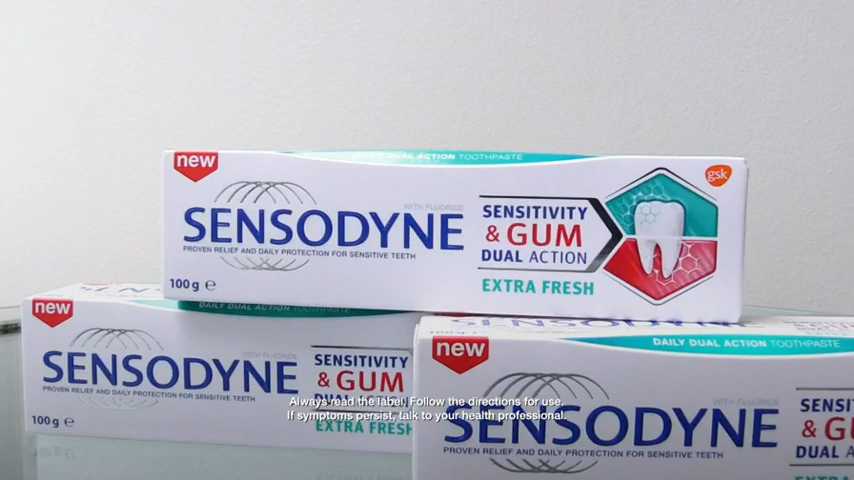 new
DAILY DUAL ACTION TOOTHPASTE
gsk
WITH FLUORIDE
SENSODYNE
PROVEN RELIEF AND DAILY PROTECTION FOR SENSITIVE TEETH
100g e
SENSITIVITY
& GUM
DUAL ACTION
EXTRA FRESH
new
DAILY DUAL ACTION TOOTHPASTE
WITH FLUORIDE
SENSODYNE
PROVEN RELIEF AND DAILY PROTECTION FOR SENSITIVE TEETH
100g e
SENSITIVITY
& GUM
EXTRA FRESH
new
DAILY DUAL ACTION TOOTHPASTE
WITH FLUORIDE
SENSODYNE
PROVEN RELIEF AND DAILY PROTECTION FOR SENSITIVE TEETH
DUAL
Always read the label. Follow the directions for use.
If symptoms persist, talk to your health professional.